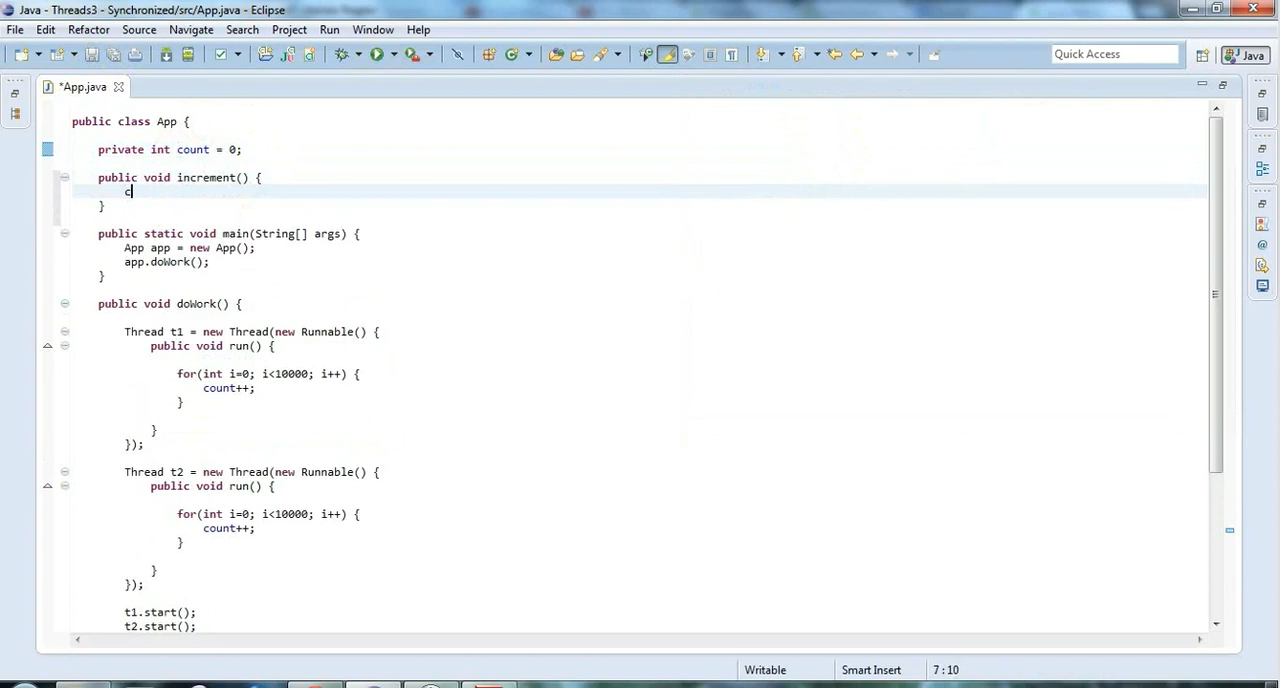 Java - Threads3 - Synchronized/src/App.java - Eclipse
File Edit Refactor Source Navigate Search Project Run Window Help
Quick Access
Java
*App.java
public class App {
private int count = 0;
public void increment() {
c
}
public static void main(String[] args) {
App app = new App();
app.doWork();
}
public void doWork() {
Thread t1 = new Thread(new Runnable() {
public void run() {
for(int i=0; i<10000; i++) {
count++;
}
}
});
Thread t2 = new Thread(new Runnable() {
public void run() {
for(int i=0; i<10000; i++) {
count++;
}
}
});
t1.start();
t2.start();
Writable Smart Insert 7 : 10